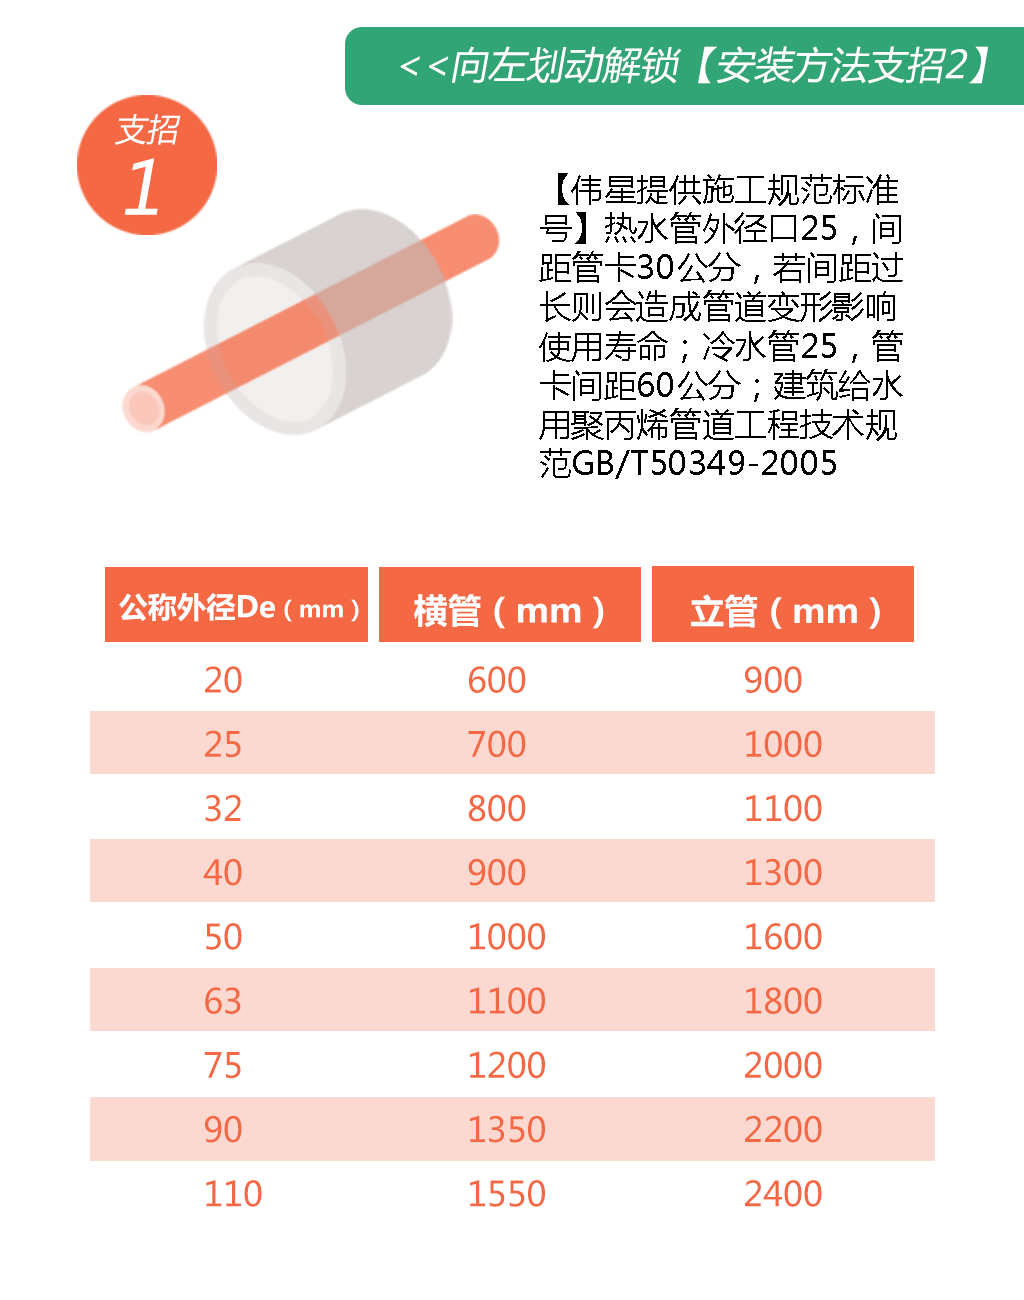 <<向左划动解锁【安装方法支招2】
支招
1
【伟星提供施工规范标准
号】热水管外径口25，间
距管卡30公分，若间距过
长则会造成管道变形影响
使用寿命；冷水管25，管
卡间距60公分；建筑给水
用聚丙烯管道工程技术规
范GB/T50349-2005
公称外径De（mm） 横管（mm） 立管（mm）
20 600 900
25 700 1000
32 800 1100
40 900 1300
50 1000 1600
63 1100 1800
75 1200 2000
90 1350 2200
110 1550 2400